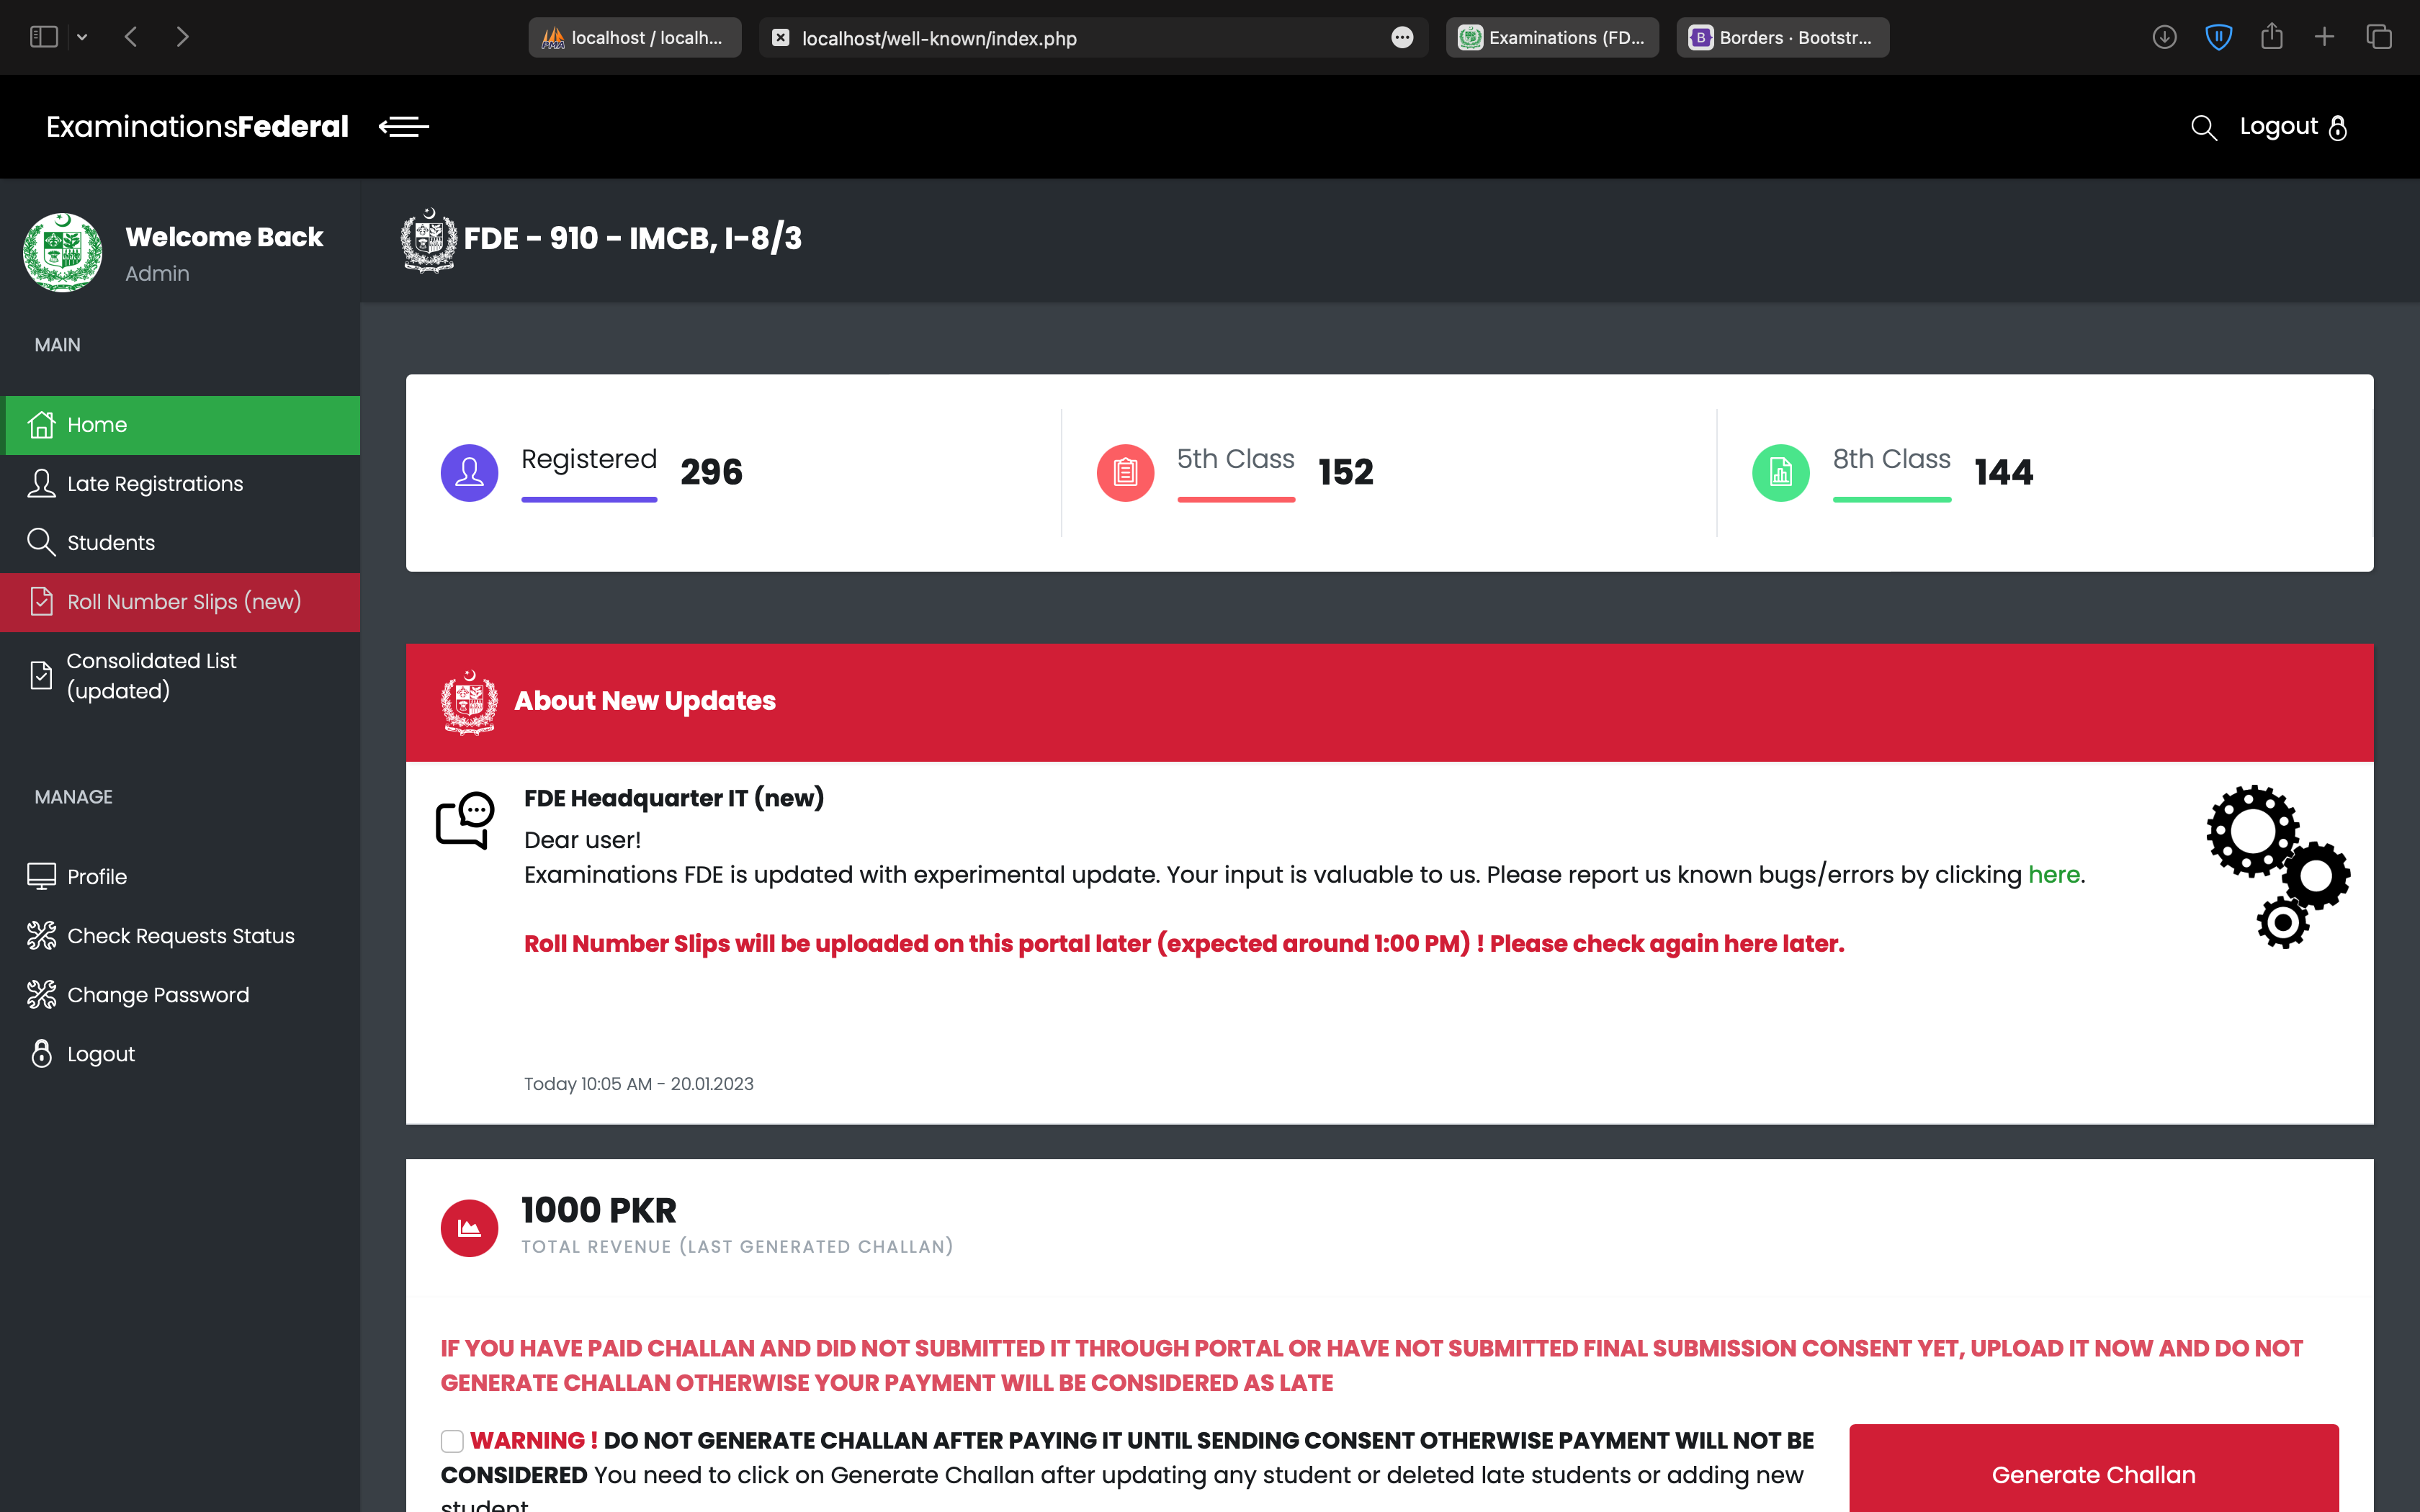 localhost / localh...
localhost/well-known/index.php
Examinations (FD...
Borders · Bootstr...
ExaminationsFederal
Logout
Welcome Back
Admin
MAIN
Home
Late Registrations
Students
Roll Number Slips (new)
Consolidated List
(updated)
MANAGE
Profile
Check Requests Status
Change Password
Logout
FDE - 910 - IMCB, I-8/3
Registered 296
5th Class 152
8th Class 144
About New Updates
FDE Headquarter IT (new)
Dear user!
Examinations FDE is updated with experimental update. Your input is valuable to us. Please report us known bugs/errors by clicking here.
Roll Number Slips will be uploaded on this portal later (expected around 1:00 PM) ! Please check again here later.
Today 10:05 AM - 20.01.2023
1000 PKR
TOTAL REVENUE (LAST GENERATED CHALLAN)
IF YOU HAVE PAID CHALLAN AND DID NOT SUBMITTED IT THROUGH PORTAL OR HAVE NOT SUBMITTED FINAL SUBMISSION CONSENT YET, UPLOAD IT NOW AND DO NOT
GENERATE CHALLAN OTHERWISE YOUR PAYMENT WILL BE CONSIDERED AS LATE
WARNING ! DO NOT GENERATE CHALLAN AFTER PAYING IT UNTIL SENDING CONSENT OTHERWISE PAYMENT WILL NOT BE
CONSIDERED You need to click on Generate Challan after updating any student or deleted late students or adding new
student
Generate Challan